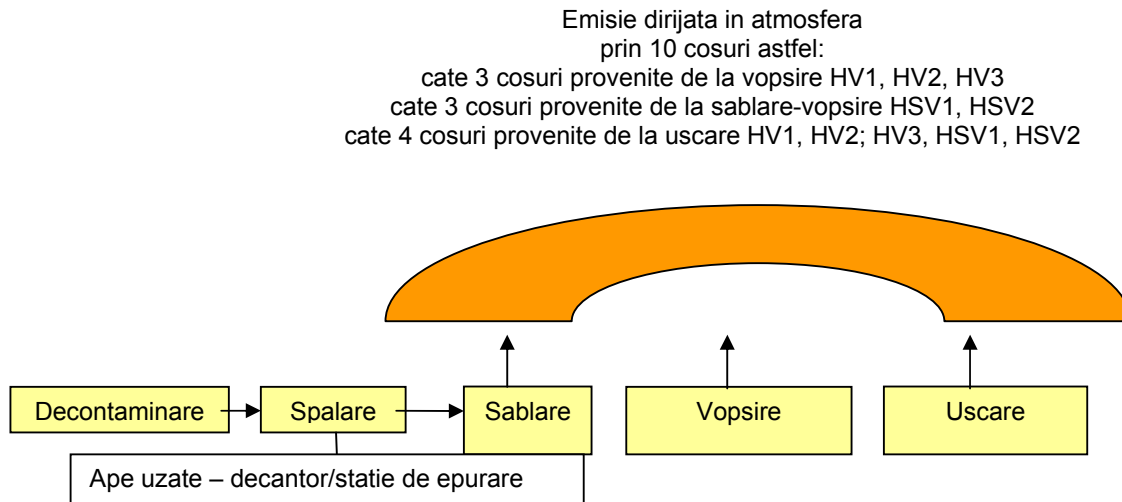 Emisie dirijata in atmosfera
prin 10 cosuri astfel:
cate 3 cosuri provenite de la vopsire HV1, HV2, HV3
cate 3 cosuri provenite de la sablare-vopsire HSV1, HSV2
cate 4 cosuri provenite de la uscare HV1, HV2; HV3, HSV1, HSV2
Decontaminare
Spalare
Sablare
Vopsire
Uscare
Ape uzate – decantor/statie de epurare